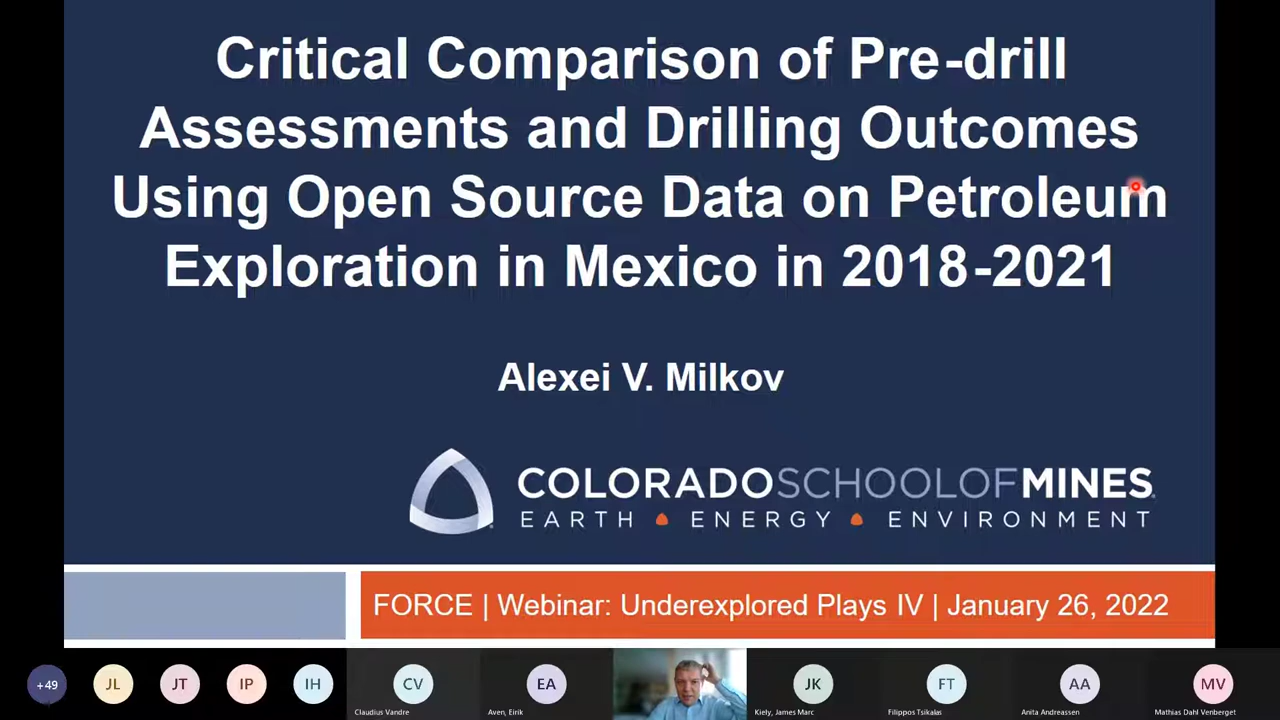 Critical Comparison of Pre-drill
Assessments and Drilling Outcomes
Using Open Source Data on Petroleum
Exploration in Mexico in 2018-2021
Alexei V. Milkov
COLORADOSCHOOLOFMINES
EARTH ENERGY ENVIRONMENT
FORCE | Webinar: Underexplored Plays IV | January 26, 2022
+49 JL JT IP IH CV EA JK FT AA MV
Claudius Vandre Aven, Eirik Kiely, James Marc Filippos Tsikalas Anita Andreassen Mathias Dahl Venberget